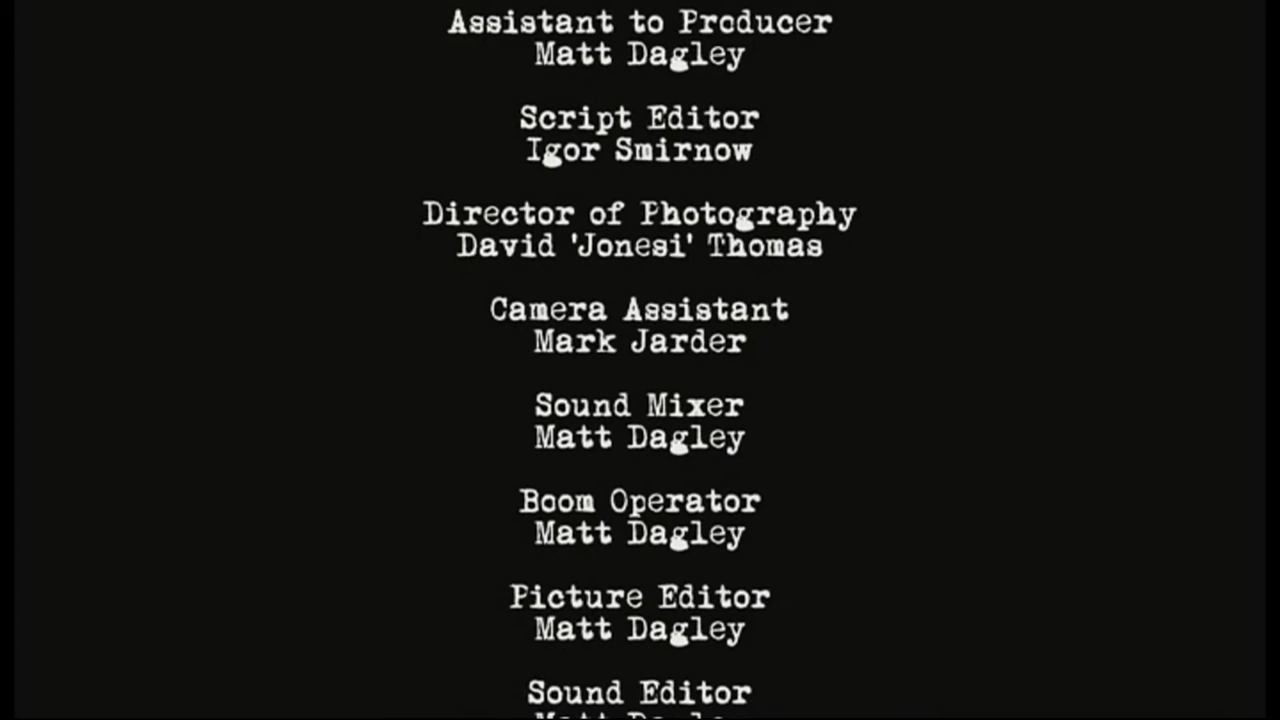 Assistant to Producer
Matt Dagley
Script Editor
Igor Smirnow
Director of Photography
David 'Jonesi' Thomas
Camera Assistant
Mark Jarder
Sound Mixer
Matt Dagley
Boom Operator
Matt Dagley
Picture Editor
Matt Dagley
Sound Editor